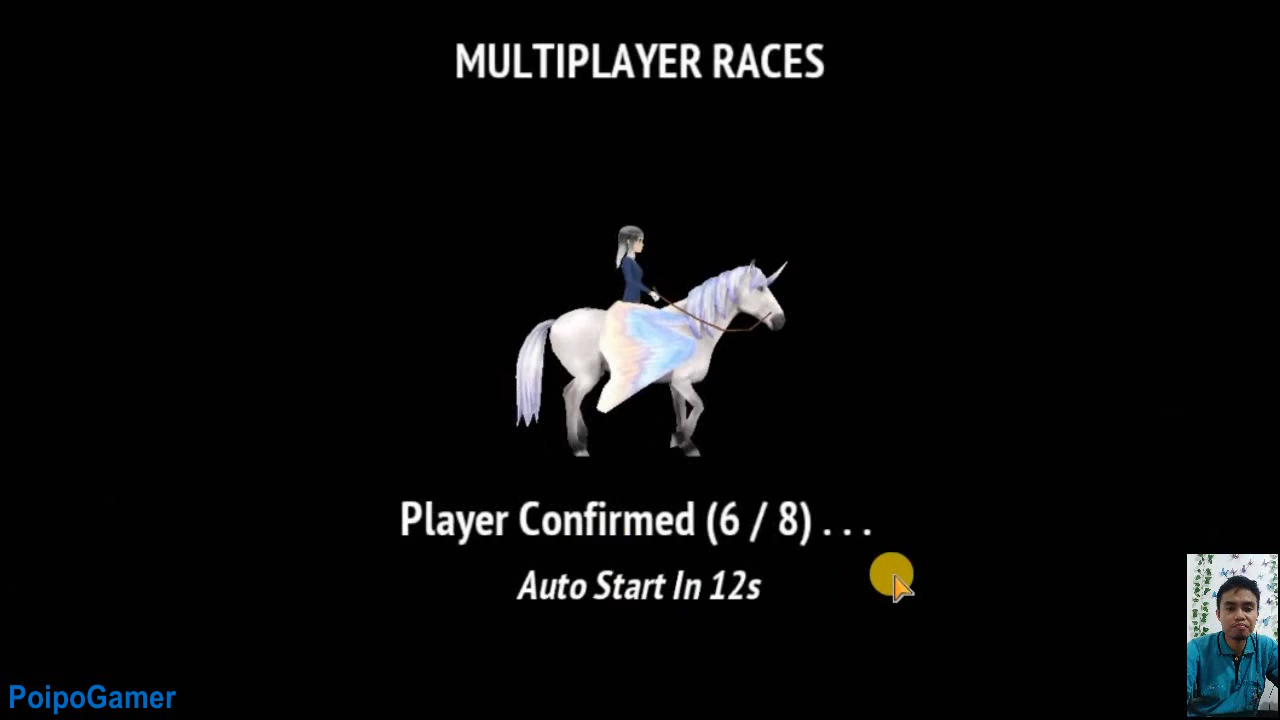 MULTIPLAYER RACES
Player Confirmed (6 / 8) . . .
Auto Start In 12s
PoipoGamer